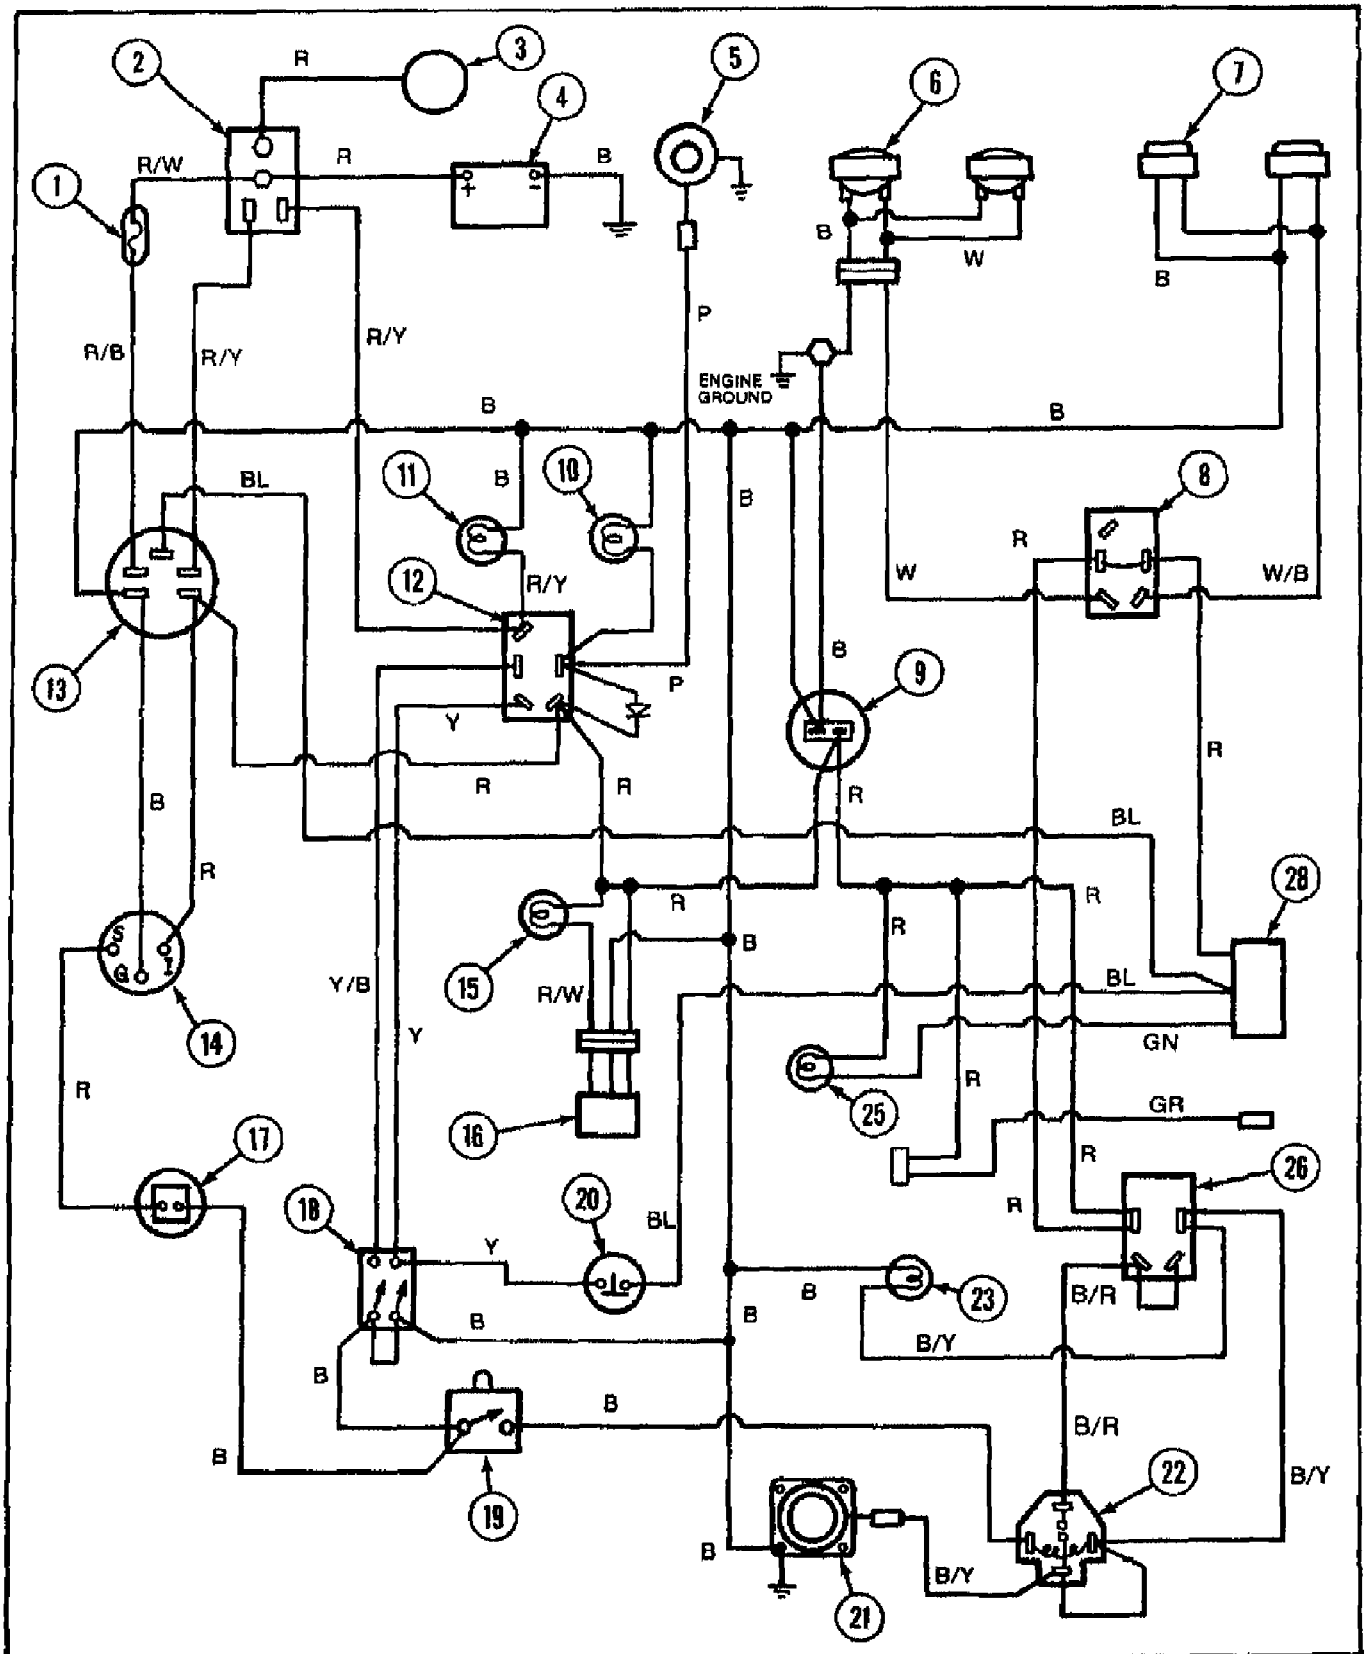 2
3
R
4
5
6
7
R/W
R
B
1
+
-
B
W
B
P
R/B
R/Y
R/Y
ENGINE
GROUND
B
B
11
10
8
BL
B
B
R
12
R/Y
W
W/B
13
B
9
P
Y
R
R
R
R
B
BL
R
28
R
R
S
G
I
B
R
15
Y/B
R/W
BL
14
Y
GN
R
25
R
GR
17
16
R
26
18
20
BL
R
Y
B
23
B/R
B
B
B/Y
B
B
B/R
B
19
22
B/Y
B
B/Y
21